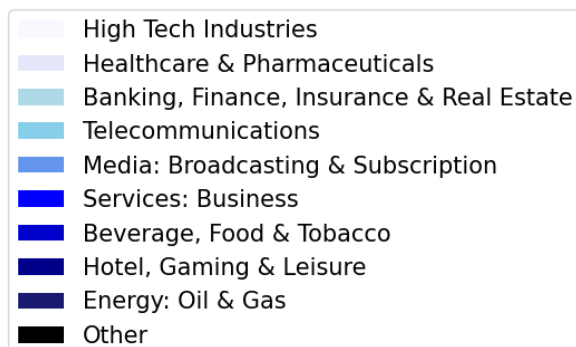 High Tech Industries
Healthcare & Pharmaceuticals
Banking, Finance, Insurance & Real Estate
Telecommunications
Media: Broadcasting & Subscription
Services: Business
Beverage, Food & Tobacco
Hotel, Gaming & Leisure
Energy: Oil & Gas
Other